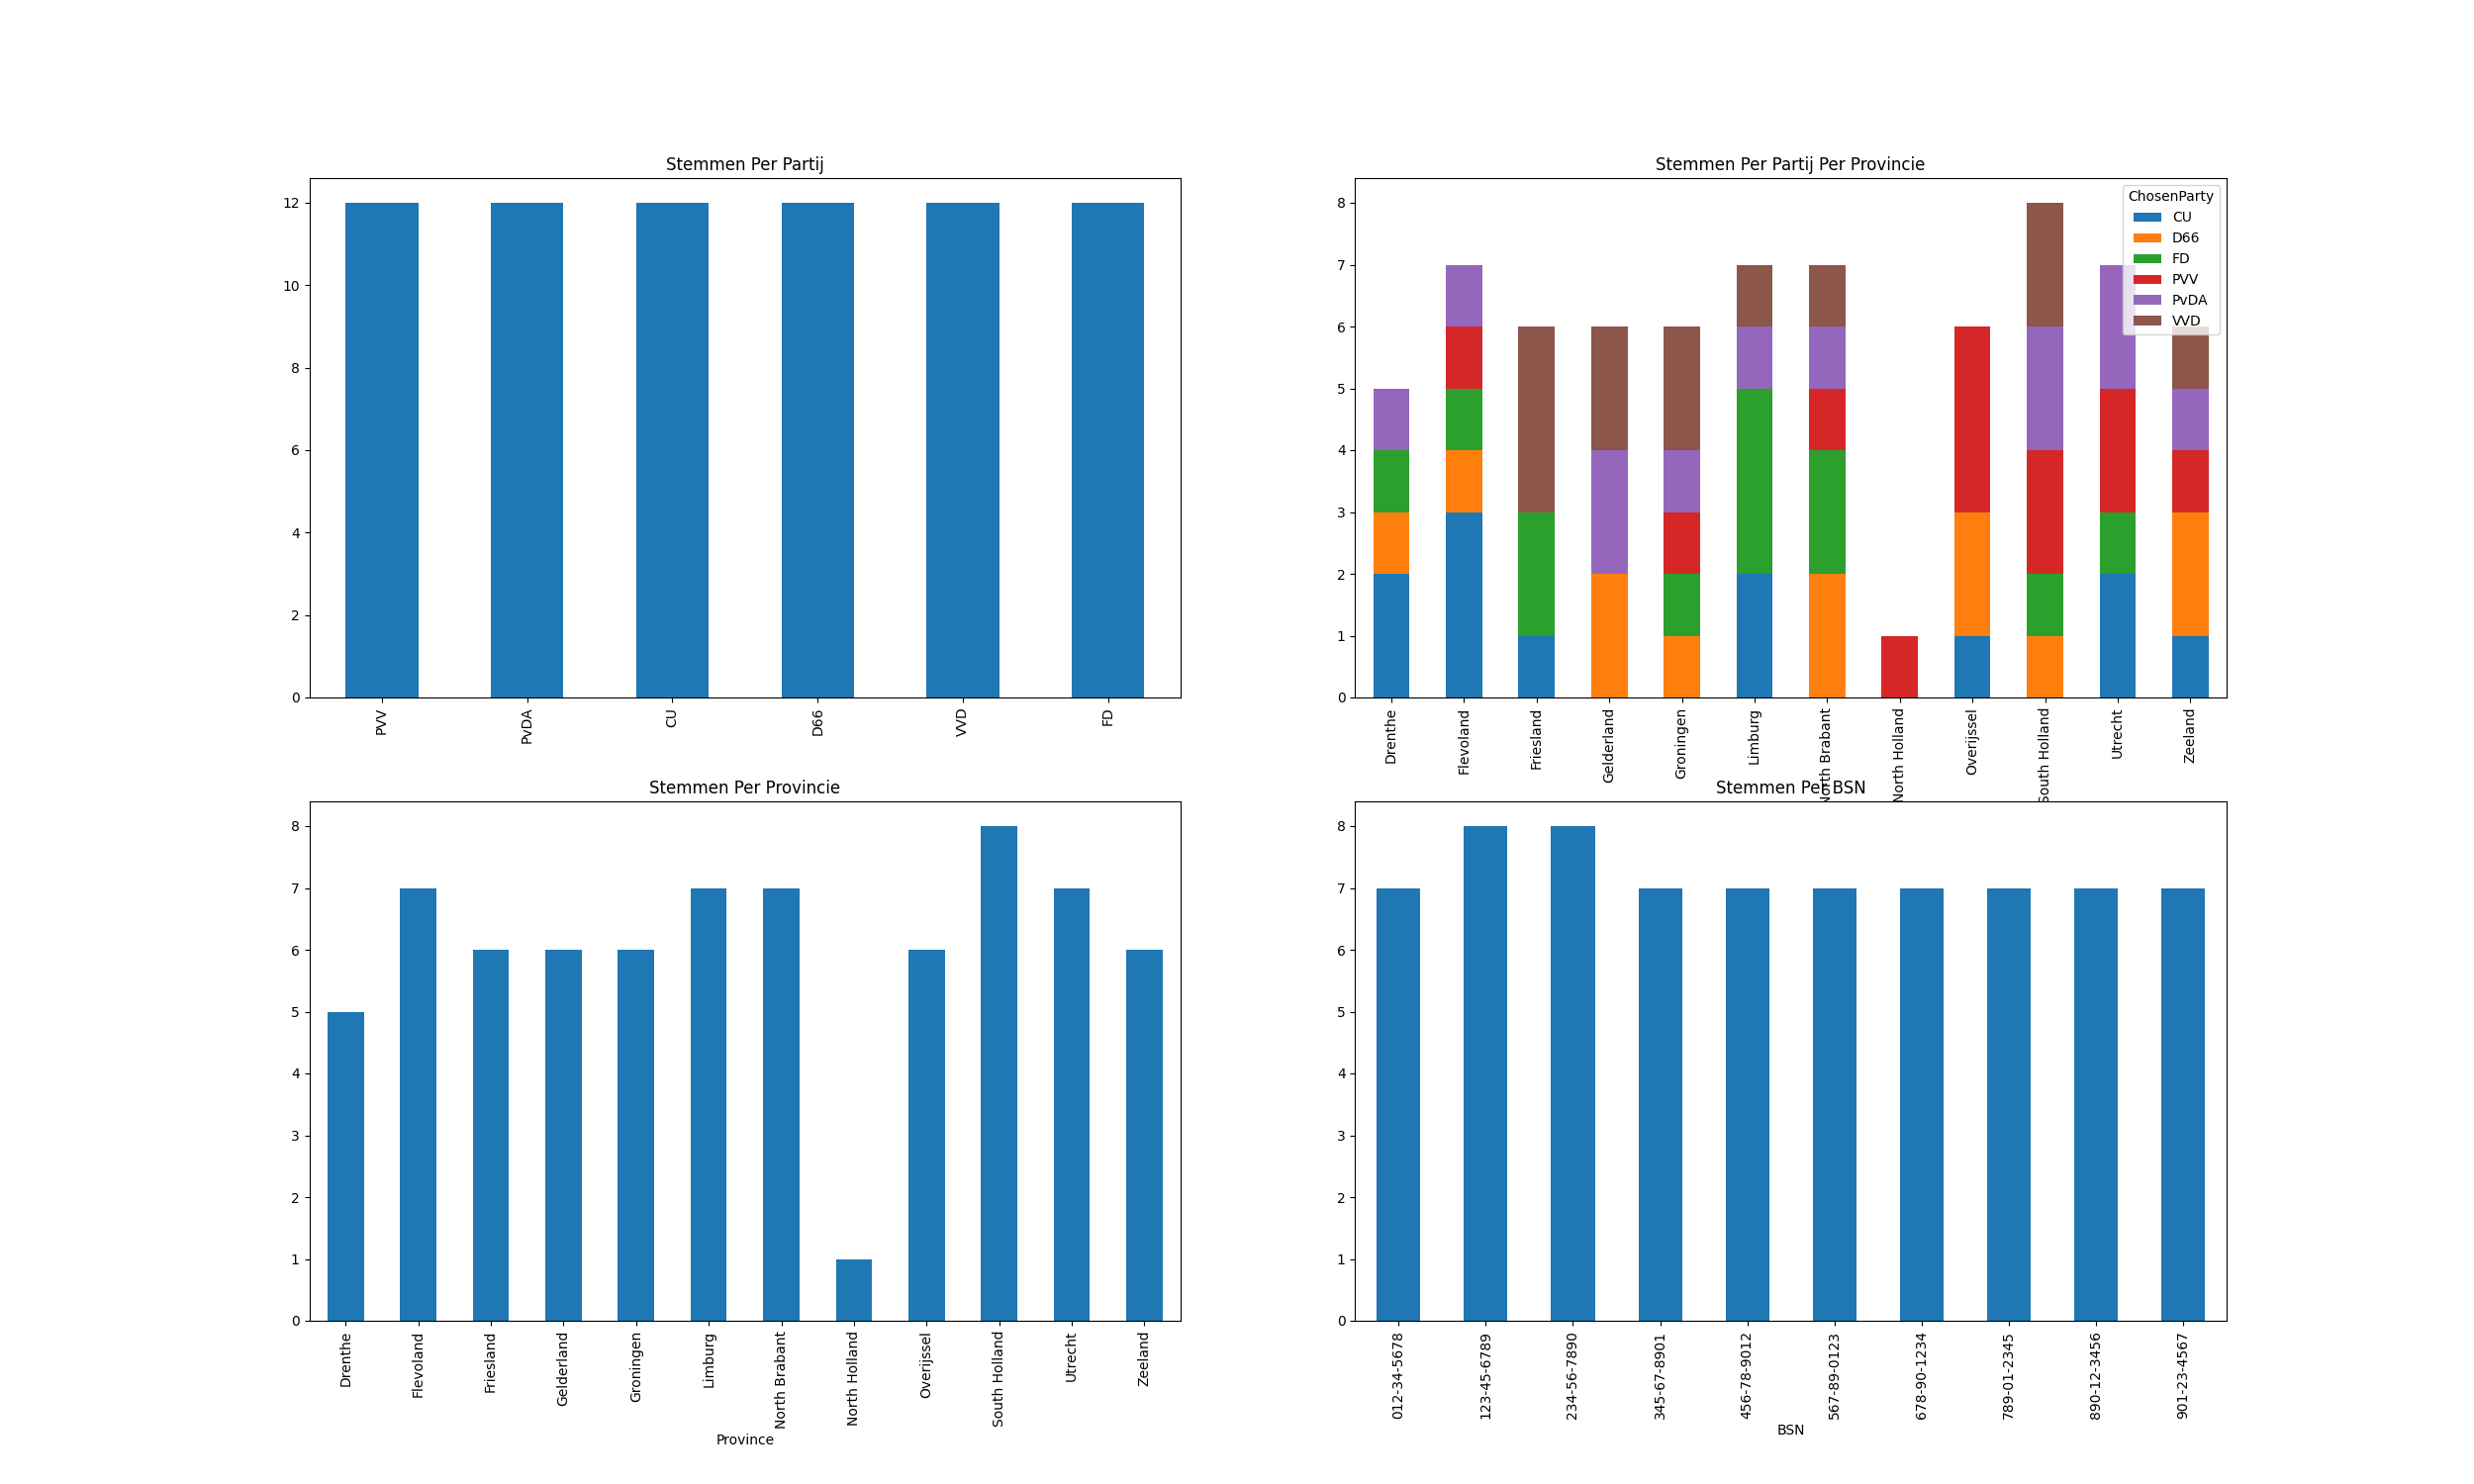 Stemmen Per Partij
12
10
8
6
4
2
0
PVV
PvDA
CU
D66
VVD
FD
Stemmen Per Partij Per Provincie
8
7
6
5
4
3
2
1
0
ChosenParty
CU
D66
FD
PVV
PvDA
VVD
Drenthe
Flevoland
Friesland
Gelderland
Groningen
Limburg
North Brabant
North Holland
Overijssel
South Holland
Utrecht
Zeeland
Stemmen Per Provincie
8
7
6
5
4
3
2
1
0
Drenthe
Flevoland
Friesland
Gelderland
Groningen
Limburg
North Brabant
North Holland
Overijssel
South Holland
Utrecht
Zeeland
Province
Stemmen Per BSN
8
7
6
5
4
3
2
1
0
012-34-5678
123-45-6789
234-56-7890
345-67-8901
456-78-9012
567-89-0123
678-90-1234
789-01-2345
890-12-3456
901-23-4567
BSN